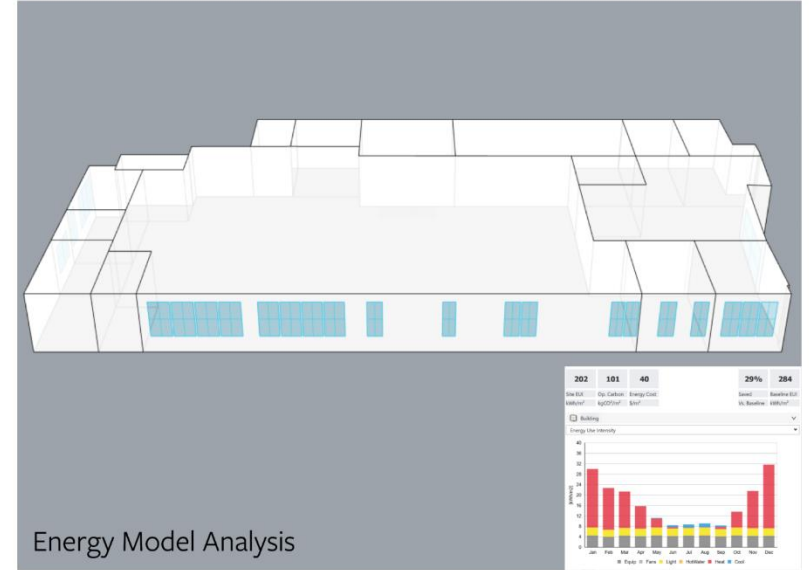 202 101 40 29% 284
Site EUI Op. Carbon Energy Cost Saved Baseline EUI
kWh/m² kgCO²/m² $/m² Vs. Baseline kWh/m²
Building
Energy Use Intensity
40
36
32
28
24
20
16
12
8
4
0
[kWh/m2]
Jan Feb Mar Apr May Jun Jul Aug Sep Oct Nov Dec
Equip Fans Light HotWater Heat Cool
Energy Model Analysis